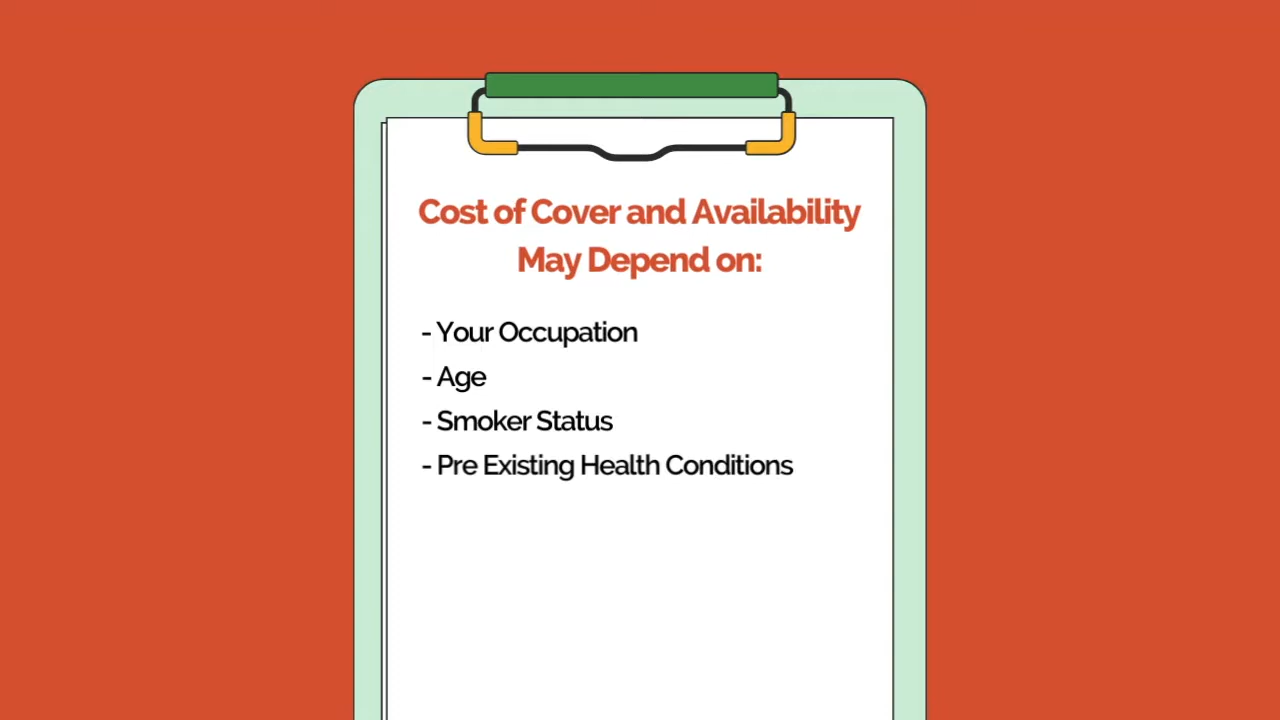 Cost of Cover and Availability
May Depend on:
- Your Occupation
- Age
- Smoker Status
- Pre Existing Health Conditions